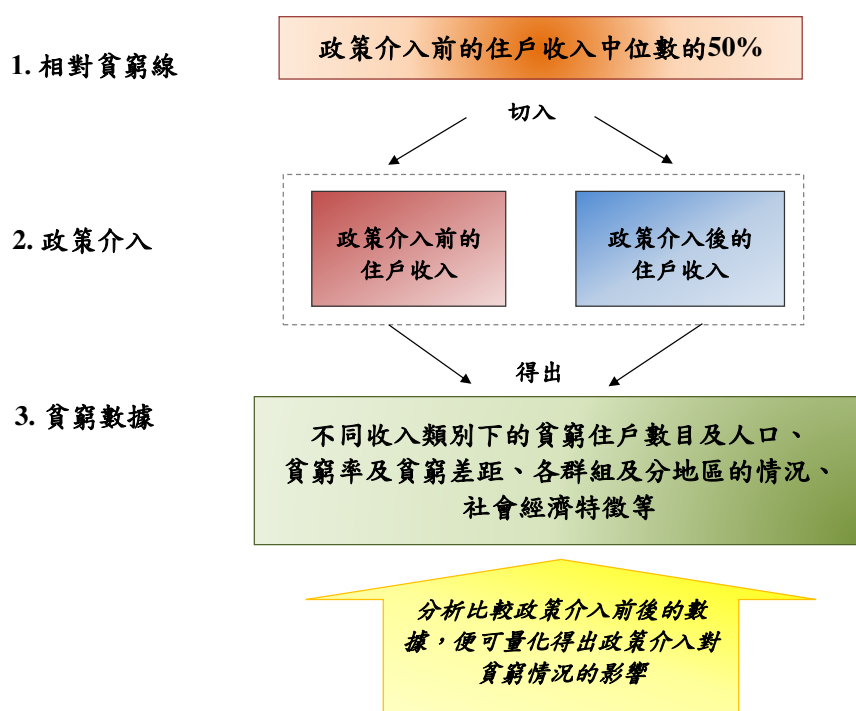 1. 相對貧窮線
政策介入前的住戶收入中位數的50%
切入
2. 政策介入
政策介入前的
住戶收入
政策介入後的
住戶收入
得出
3. 貧窮數據
不同收入類別下的貧窮住戶數目及人口、
貧窮率及貧窮差距、各群組及分地區的情況、
社會經濟特徵等
分析比較政策介入前後的數
據，便可量化得出政策介入對
貧窮情況的影響